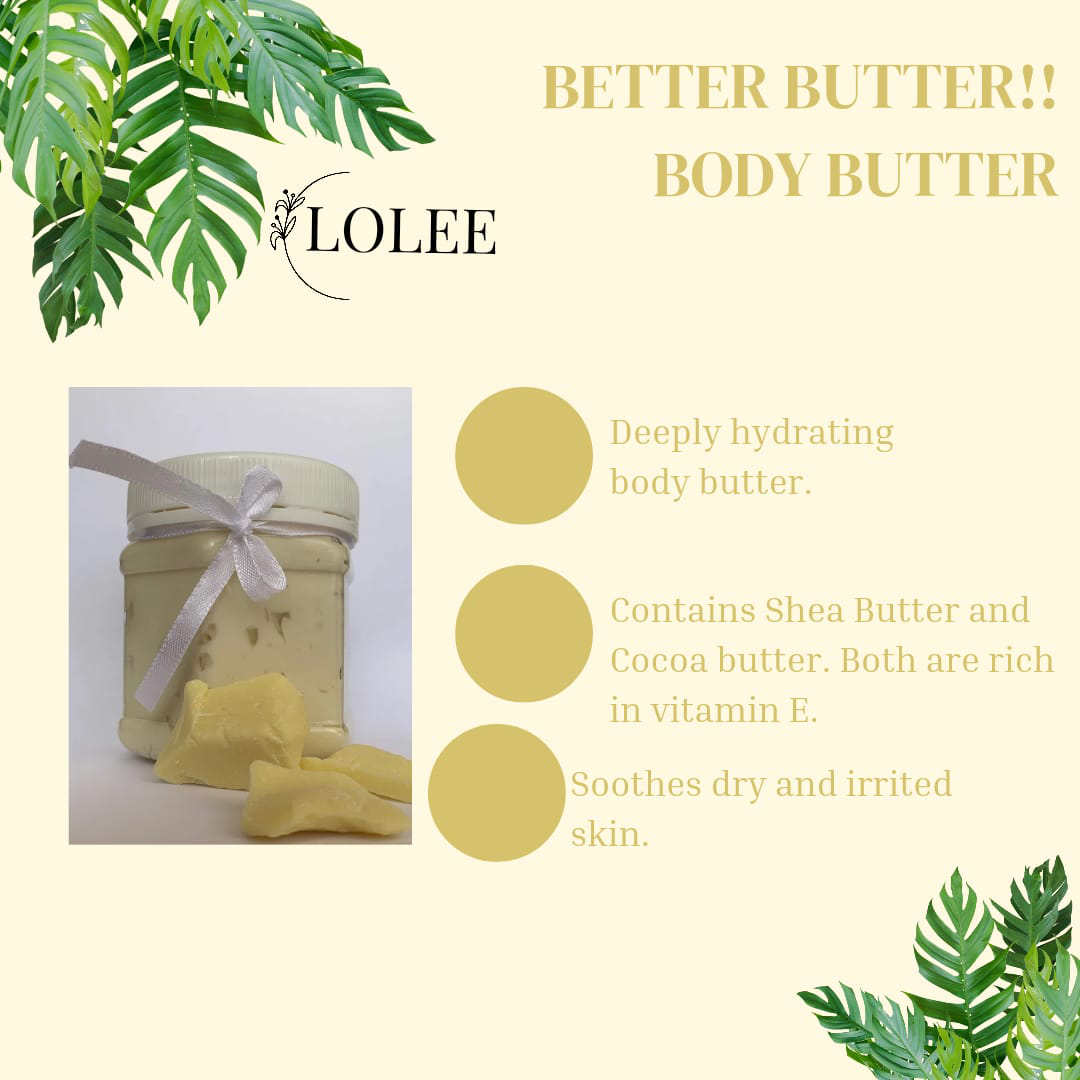 BETTER BUTTER!!
BODY BUTTER
LOLEE
Deeply hydrating
body butter.
Contains Shea Butter and
Cocoa butter. Both are rich
in vitamin E.
Soothes dry and irrited
skin.